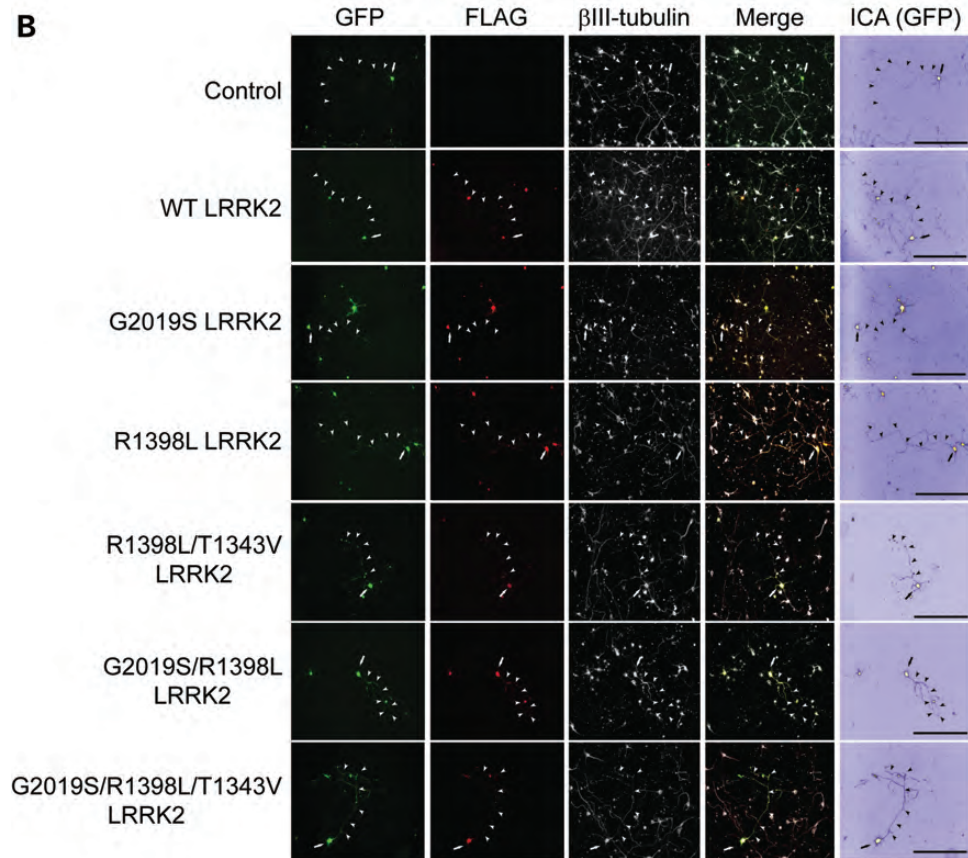 B
GFP FLAG βIII-tubulin Merge ICA (GFP)
Control
WT LRRK2
G2019S LRRK2
R1398L LRRK2
R1398L/T1343V
LRRK2
G2019S/R1398L
LRRK2
G2019S/R1398L/T1343V
LRRK2